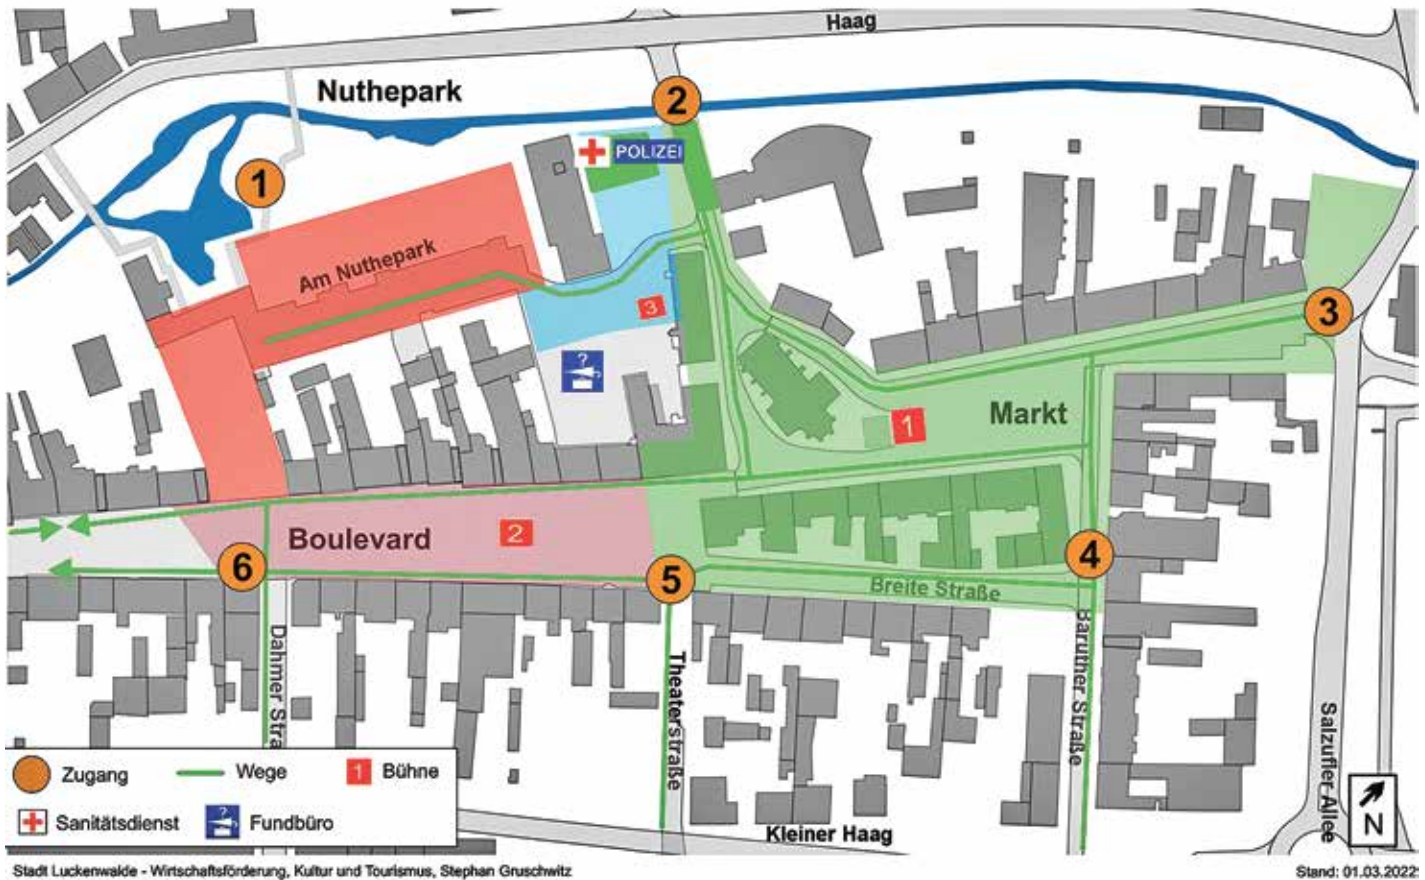 Haag
Nuthepark
2
POLIZEI
1
Am Nuthepark
3
3
?
1
Markt
Boulevard
2
6
5
4
Breite Straße
Dahmer Stra
Theaterstraße
Baruther Straße
Salzufler Allee
Zugang
Wege
1
Bühne
Sanitätsdienst
?
Fundbüro
Kleiner Haag
N
Stadt Luckenwalde - Wirtschaftsförderung, Kultur und Tourismus, Stephan Gruschwitz
Stand: 01.03.2022